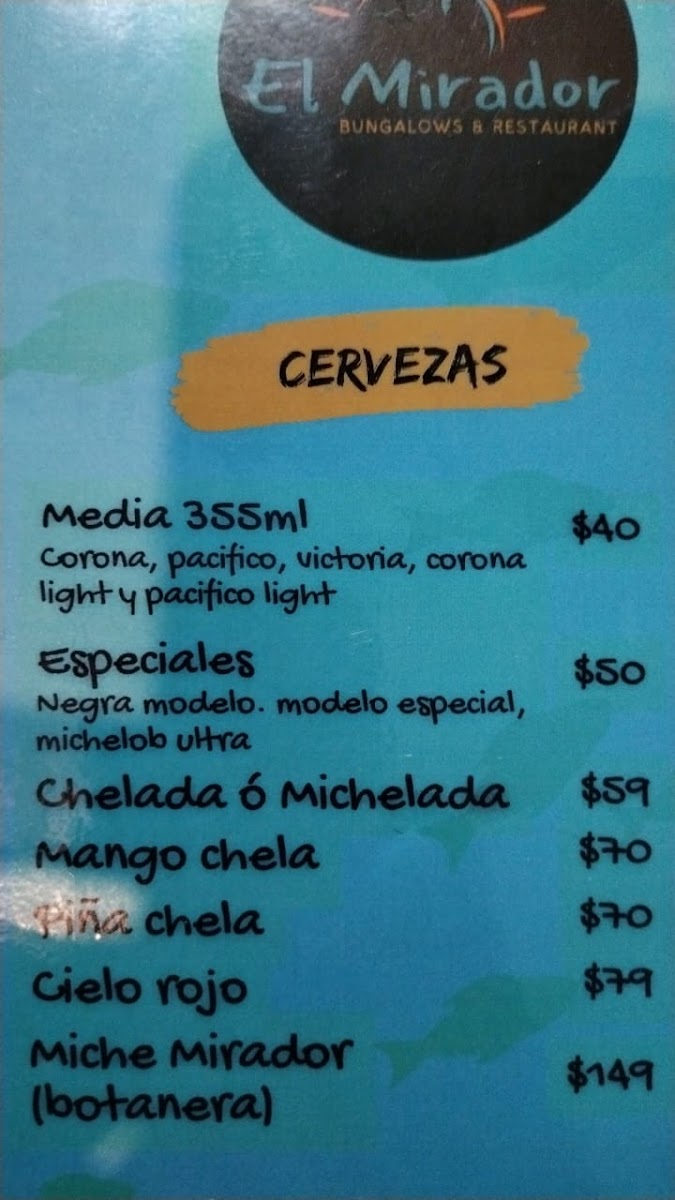 El Mirador
BUNGALOWS & RESTAURANT
CERVEZAS
Media 355ml $40
Corona, pacifico, victoria, corona
light y pacifico light
Especiales $50
Negra modelo. modelo especial,
michelob ultra
Chelada ó Michelada $59
Mango chela $70
Piña chela $70
Cielo rojo $79
Miche Mirador
(botanera) $149